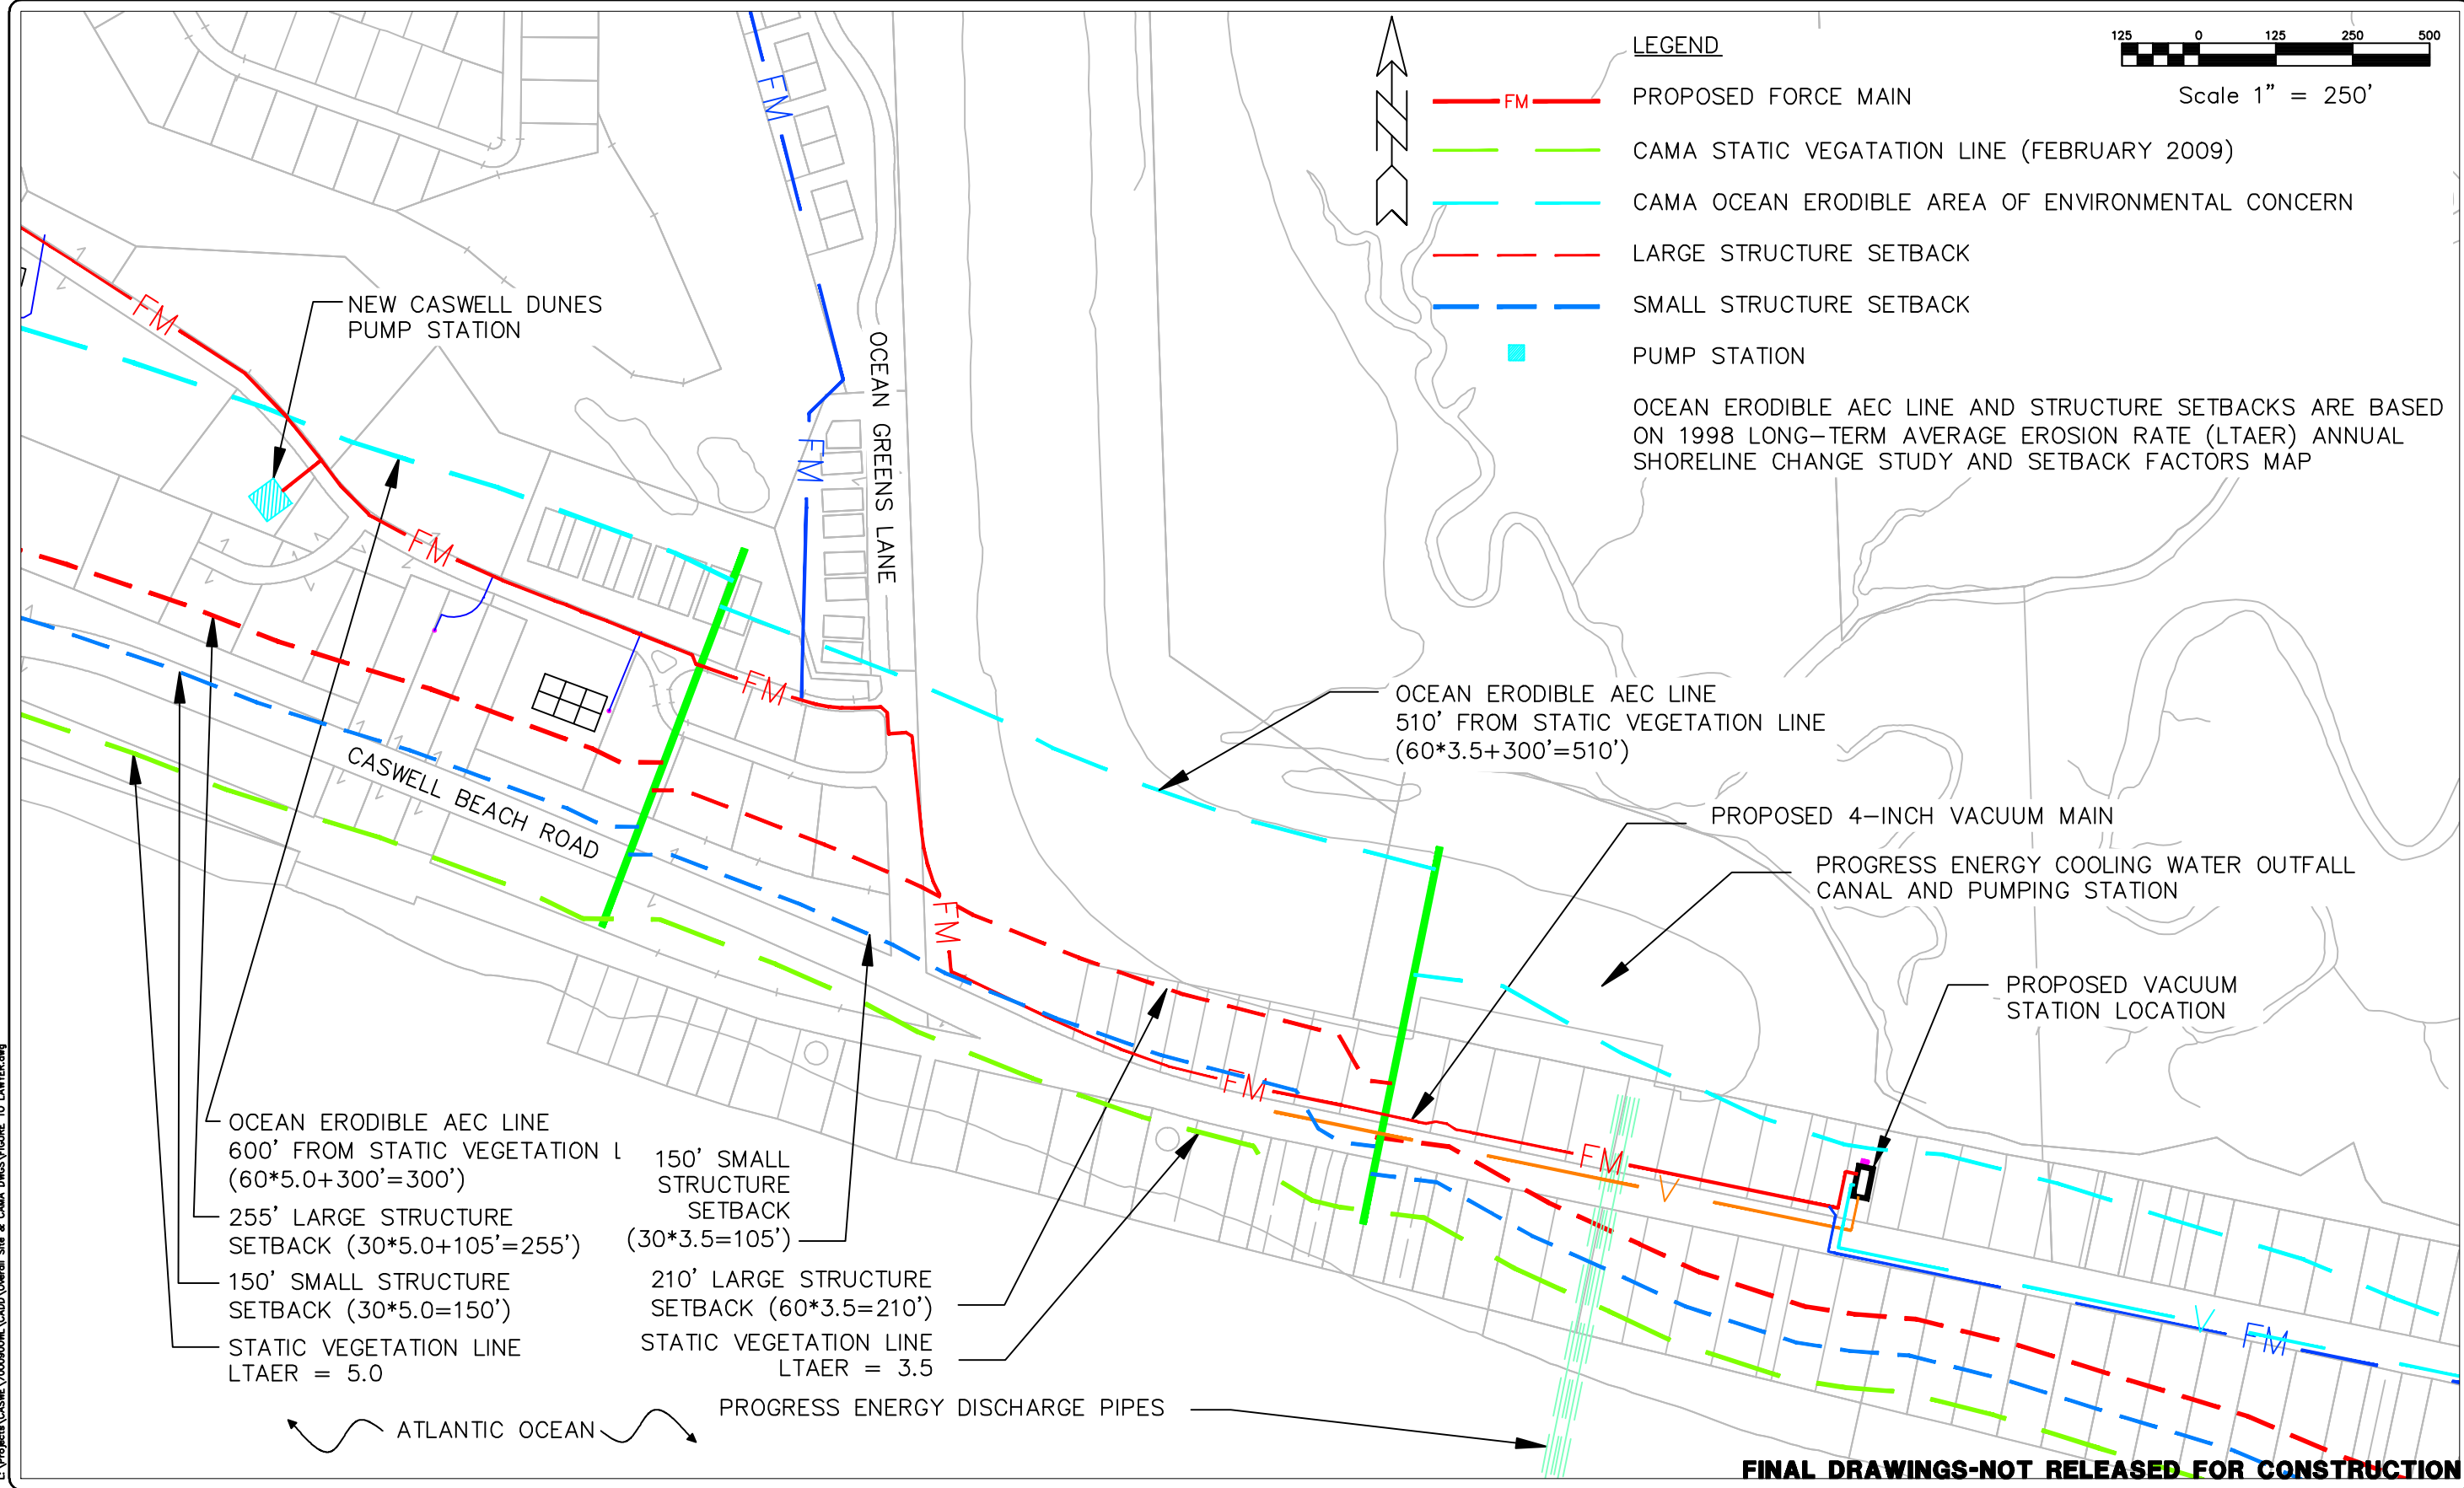 LEGEND
125 0 125 250 500
Scale 1" = 250'
FM
PROPOSED FORCE MAIN
CAMA STATIC VEGATATION LINE (FEBRUARY 2009)
CAMA OCEAN ERODIBLE AREA OF ENVIRONMENTAL CONCERN
LARGE STRUCTURE SETBACK
SMALL STRUCTURE SETBACK
PUMP STATION
OCEAN ERODIBLE AEC LINE AND STRUCTURE SETBACKS ARE BASED
ON 1998 LONG-TERM AVERAGE EROSION RATE (LTAER) ANNUAL
SHORELINE CHANGE STUDY AND SETBACK FACTORS MAP
N
FM
FM
NEW CASWELL DUNES
PUMP STATION
OCEAN GREENS LANE
FM
FM
FM
CASWELL BEACH ROAD
OCEAN ERODIBLE AEC LINE
510' FROM STATIC VEGETATION LINE
(60*3.5+300'=510')
PROPOSED 4-INCH VACUUM MAIN
PROGRESS ENERGY COOLING WATER OUTFALL
CANAL AND PUMPING STATION
FM
PROPOSED VACUUM
STATION LOCATION
FM
FM
V
V
FM
OCEAN ERODIBLE AEC LINE
600' FROM STATIC VEGETATION L
(60*5.0+300'=300')
255' LARGE STRUCTURE
SETBACK (30*5.0+105'=255')
150' SMALL STRUCTURE
SETBACK (30*5.0=150')
STATIC VEGETATION LINE
LTAER = 5.0
150' SMALL
STRUCTURE
SETBACK
(30*3.5=105')
210' LARGE STRUCTURE
SETBACK (60*3.5=210')
STATIC VEGETATION LINE
LTAER = 3.5
PROGRESS ENERGY DISCHARGE PIPES
ATLANTIC OCEAN
FINAL DRAWINGS-NOT RELEASED FOR CONSTRUCTION